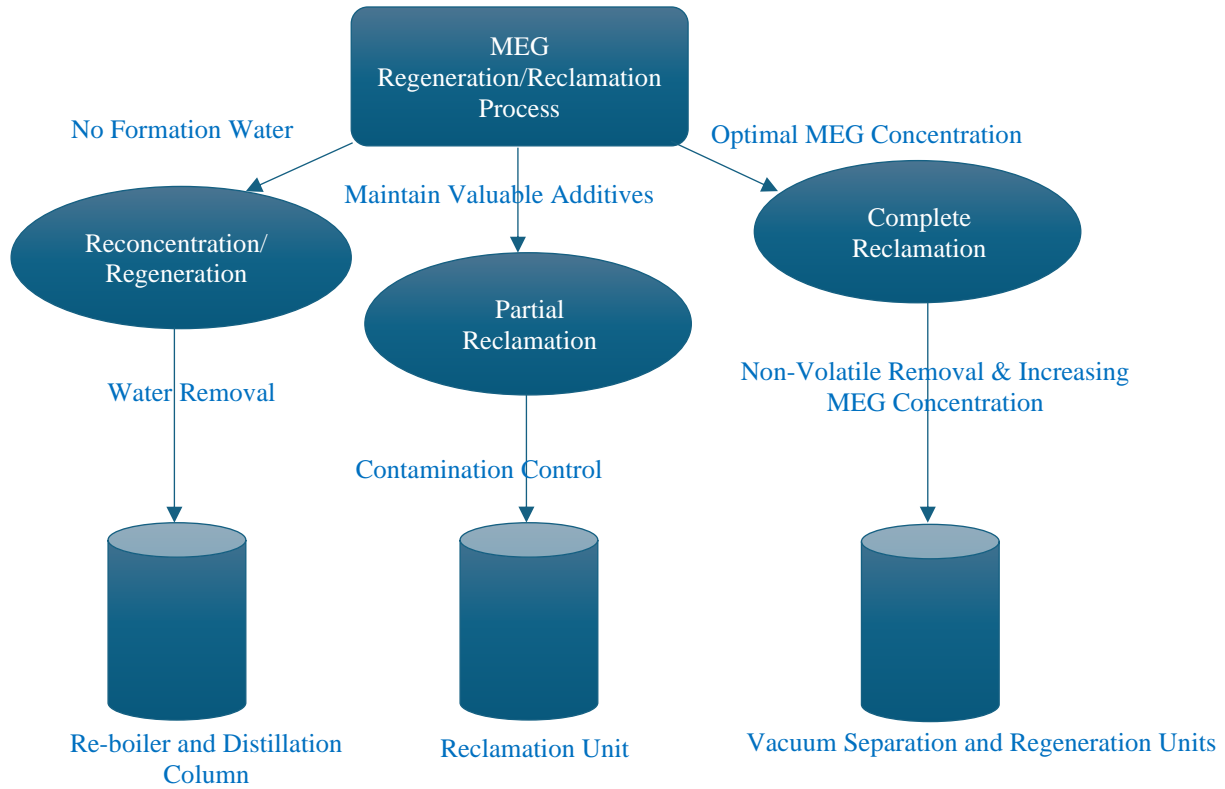 MEG
Regeneration/Reclamation
Process
No Formation Water
Optimal MEG Concentration
Maintain Valuable Additives
Reconcentration/
Regeneration
Complete
Reclamation
Partial
Reclamation
Water Removal
Non-Volatile Removal & Increasing
MEG Concentration
Contamination Control
Re-boiler and Distillation
Column
Reclamation Unit
Vacuum Separation and Regeneration Units